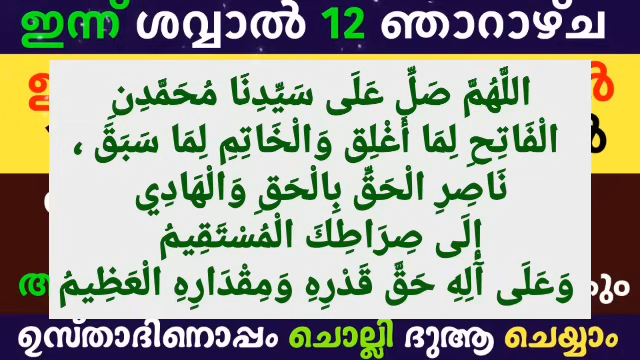 ഇന്ന് ശവ്വാൽ 12 ഞാറാഴ്ച
اللَّهُمَّ صَلِّ عَلَى سَيِّدِنَا مُحَمَّدِنِ
الْفَاتِحِ لِمَا أُغْلِقَ وَالْخَاتِمِ لِمَا سَبَقَ ،
نَاصِرِ الْحَقِّ بِالْحَقِ وَالْهَادِي
إِلَى صِرَاطِكَ الْمُسْتَقِيمُ
وَعَلَى آلِهِ حَقَّ قَدْرِهِ وَمِقْدَارِهِ الْعَظِيمُ
ഉസ്താദിനൊപ്പം ചൊല്ലി ദുആ ചെയ്യാം